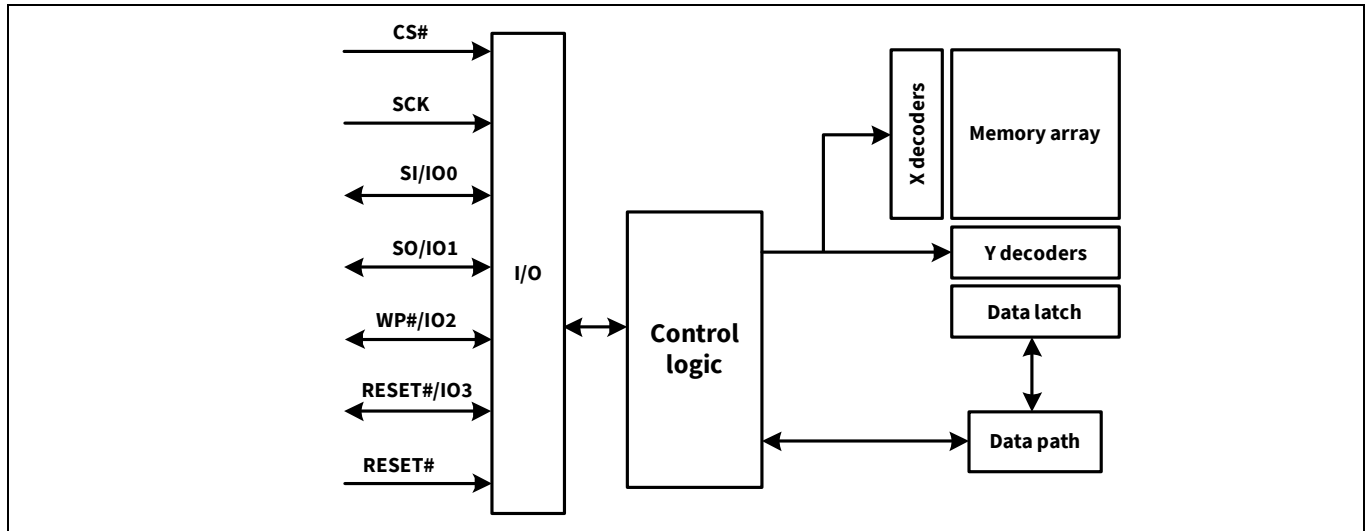 CS#
SCK
SI/IO0
SO/IO1
WP#/IO2
RESET#/IO3
RESET#
I/O
Control
logic
X decoders
Memory array
Y decoders
Data latch
Data path